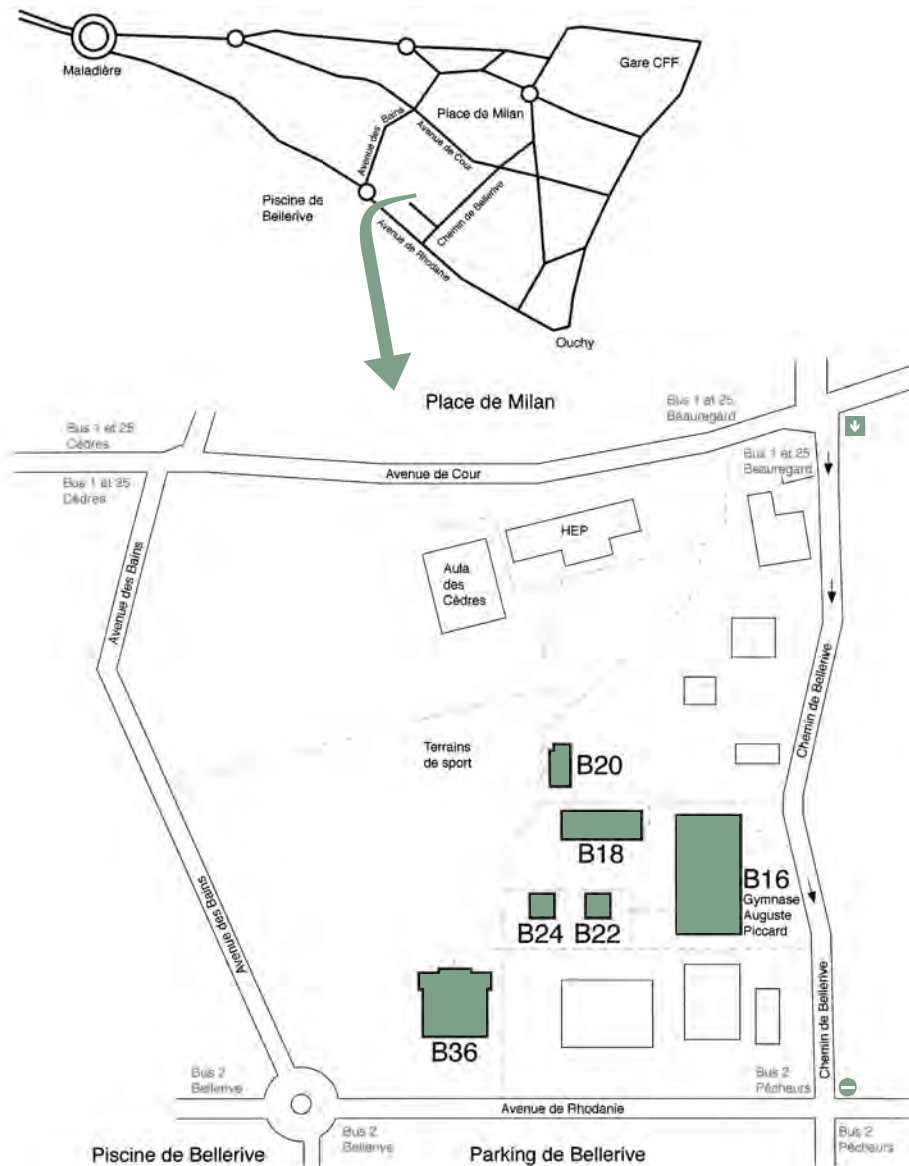 Maladière
Gare CFF
Place de Milan
Avenue des Bains
Avenue de Cour
Piscine de
Bellerive
Chemin de Bellerive
Avenue de Rhodanie
Ouchy
Place de Milan
Bus 1 et 25
Beauregard
Bus 1 et 25
Cèdres
Bus 1 et 25
Cèdres
Avenue de Cour
Bus 1 et 25
Beauregard
HEP
Aula
des
Cèdres
Avenue des Bains
Chemin de Bellerive
Terrains
de sport
B20
B18
B16
Gymnase
Auguste
Piccard
B24
B22
Avenue des Bains
Chemin de Bellerive
B36
Bus 2
Bellerive
Bus 2
Pêcheurs
Avenue de Rhodanie
Bus 2
Bellerive
Bus 2
Pêcheurs
Piscine de Bellerive
Parking de Bellerive